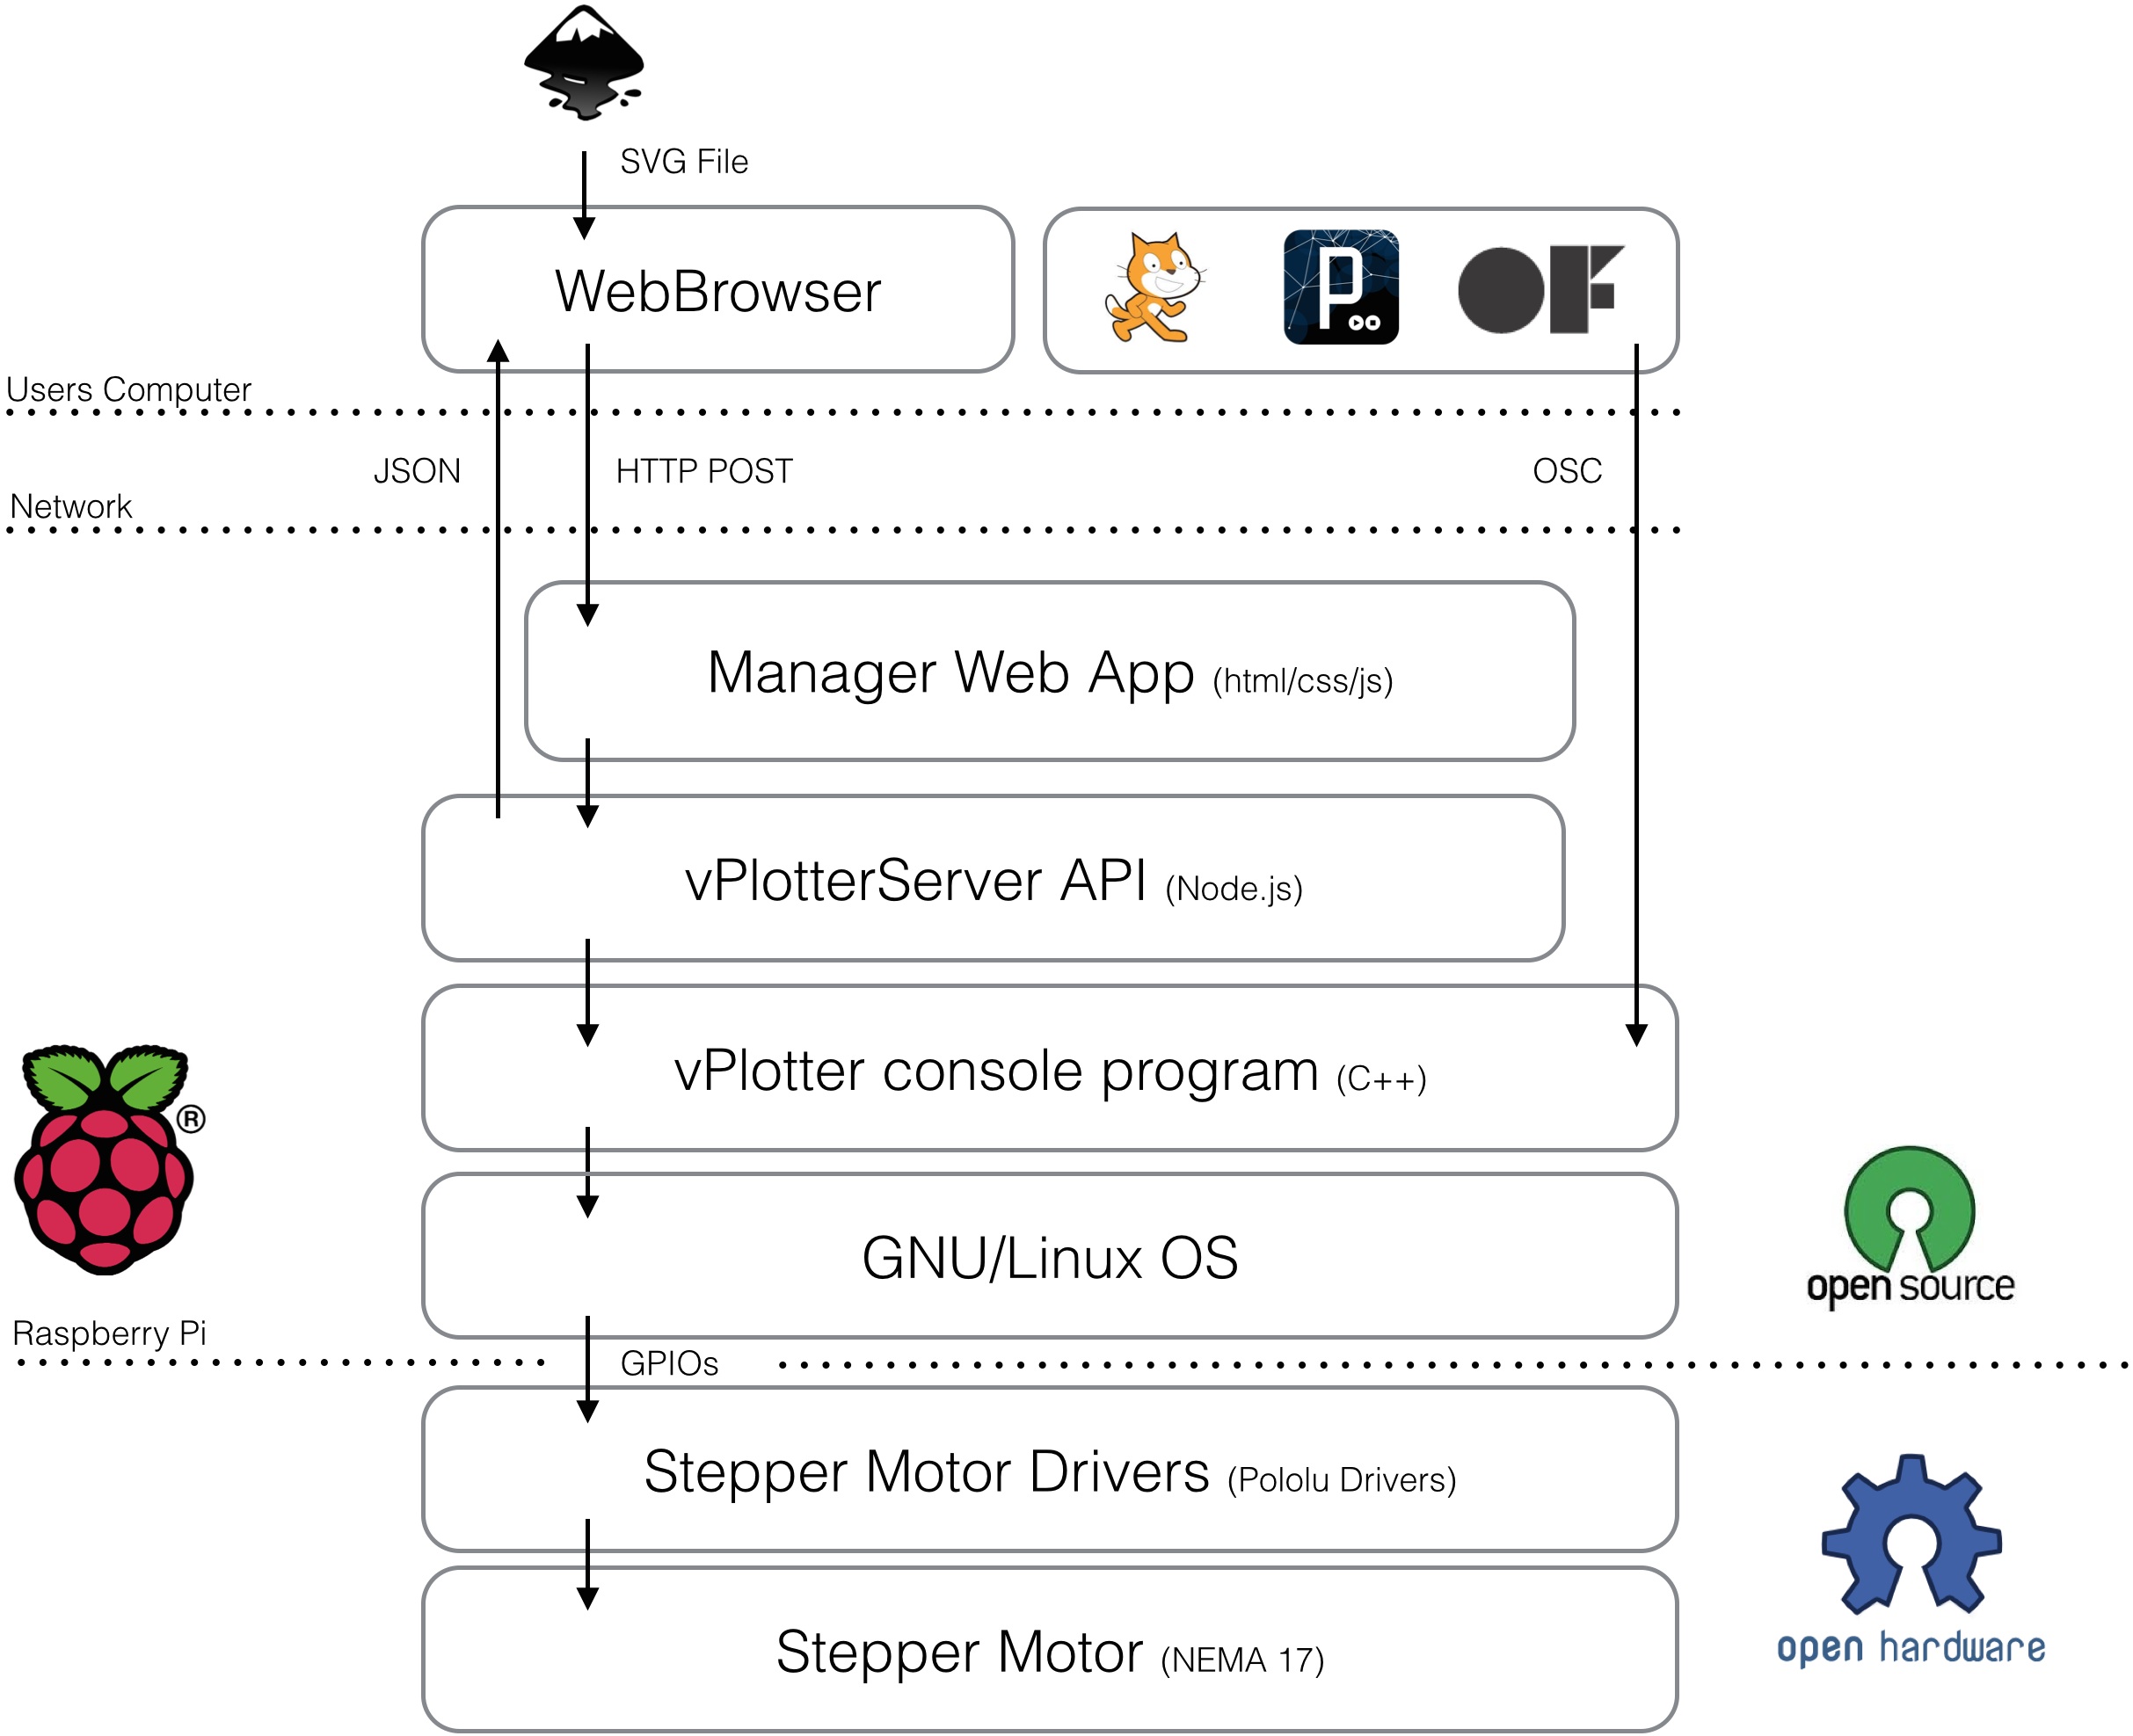 SVG File
WebBrowser
P
OF
Users Computer
JSON
HTTP POST
OSC
Network
Manager Web App (html/css/js)
vPlotterServer API (Node.js)
vPlotter console program (C++)
®
GNU/Linux OS
open source
Raspberry Pi
GPIOs
Stepper Motor Drivers (Pololu Drivers)
open hardware
Stepper Motor (NEMA 17)